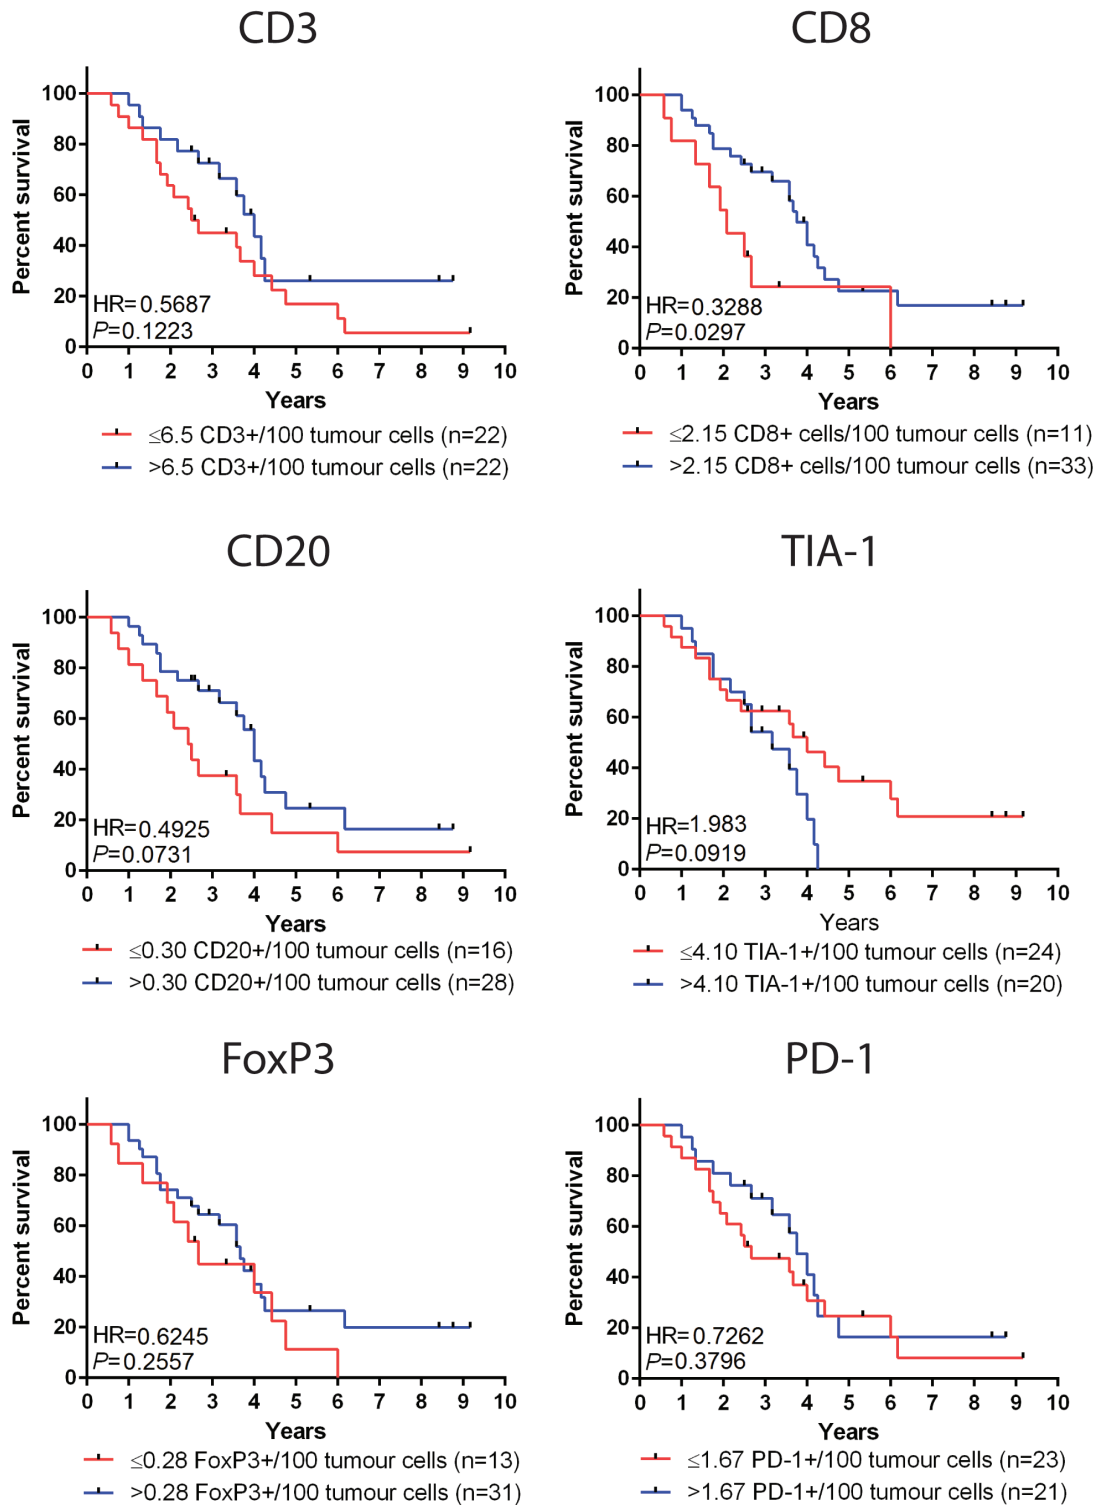 CD3
Percent survival
100
80
60
40
20
0
HR=0.5687
P=0.1223
0 1 2 3 4 5 6 7 8 9 10
Years
≤6.5 CD3+/100 tumour cells (n=22)
>6.5 CD3+/100 tumour cells (n=22)
CD8
Percent survival
100
80
60
40
20
0
HR=0.3288
P=0.0297
0 1 2 3 4 5 6 7 8 9 10
Years
≤2.15 CD8+ cells/100 tumour cells (n=11)
>2.15 CD8+ cells/100 tumour cells (n=33)
CD20
Percent survival
100
80
60
40
20
0
HR=0.4925
P=0.0731
0 1 2 3 4 5 6 7 8 9 10
Years
≤0.30 CD20+/100 tumour cells (n=16)
>0.30 CD20+/100 tumour cells (n=28)
TIA-1
Percent survival
100
80
60
40
20
0
HR=1.983
P=0.0919
0 1 2 3 4 5 6 7 8 9 10
Years
≤4.10 TIA-1+/100 tumour cells (n=24)
>4.10 TIA-1+/100 tumour cells (n=20)
FoxP3
Percent survival
100
80
60
40
20
0
HR=0.6245
P=0.2557
0 1 2 3 4 5 6 7 8 9 10
Years
≤0.28 FoxP3+/100 tumour cells (n=13)
>0.28 FoxP3+/100 tumour cells (n=31)
PD-1
Percent survival
100
80
60
40
20
0
HR=0.7262
P=0.3796
0 1 2 3 4 5 6 7 8 9 10
Years
≤1.67 PD-1+/100 tumour cells (n=23)
>1.67 PD-1+/100 tumour cells (n=21)